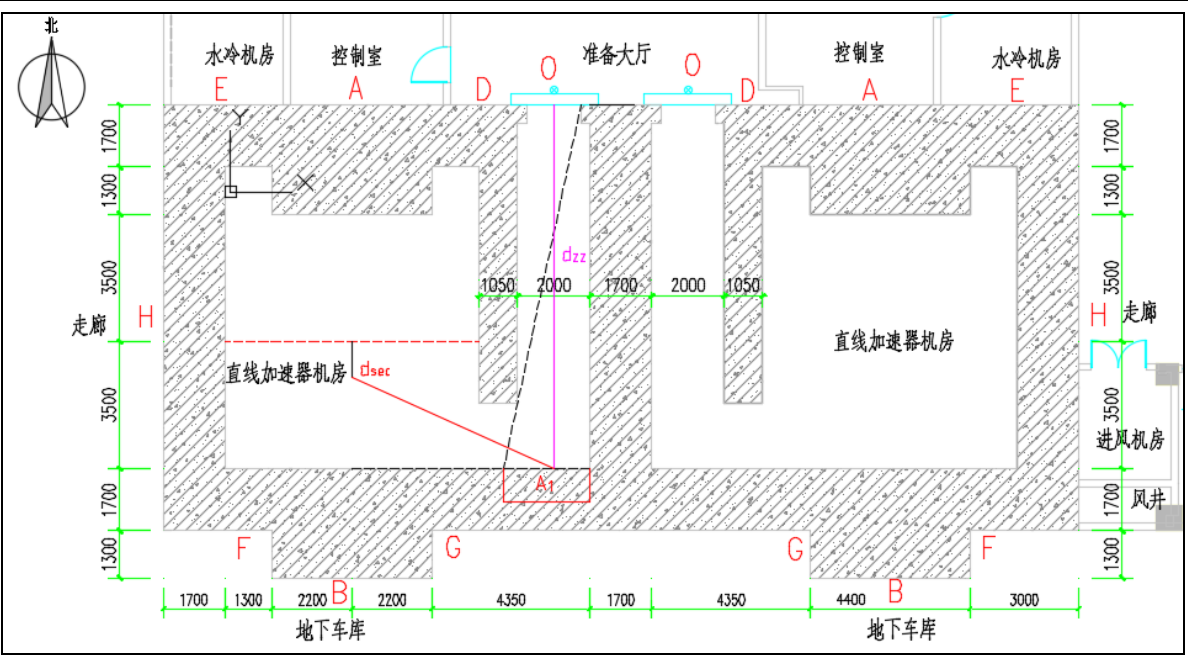 北
水冷机房
控制室
准备大厅
控制室
水冷机房
E
A
D
O
O
D
A
E
Y
X
1700
1300
3500
3500
1700
1300
1700
1300
3500
3500
1700
1300
dzz
1050
2000
1700
2000
1050
走廊
H
H
走廊
直线加速器机房
dsec
直线加速器机房
进风机房
风井
A1
F
G
G
F
B
B
1700
1300
2200
2200
4350
1700
4350
4400
3000
地下车库
地下车库